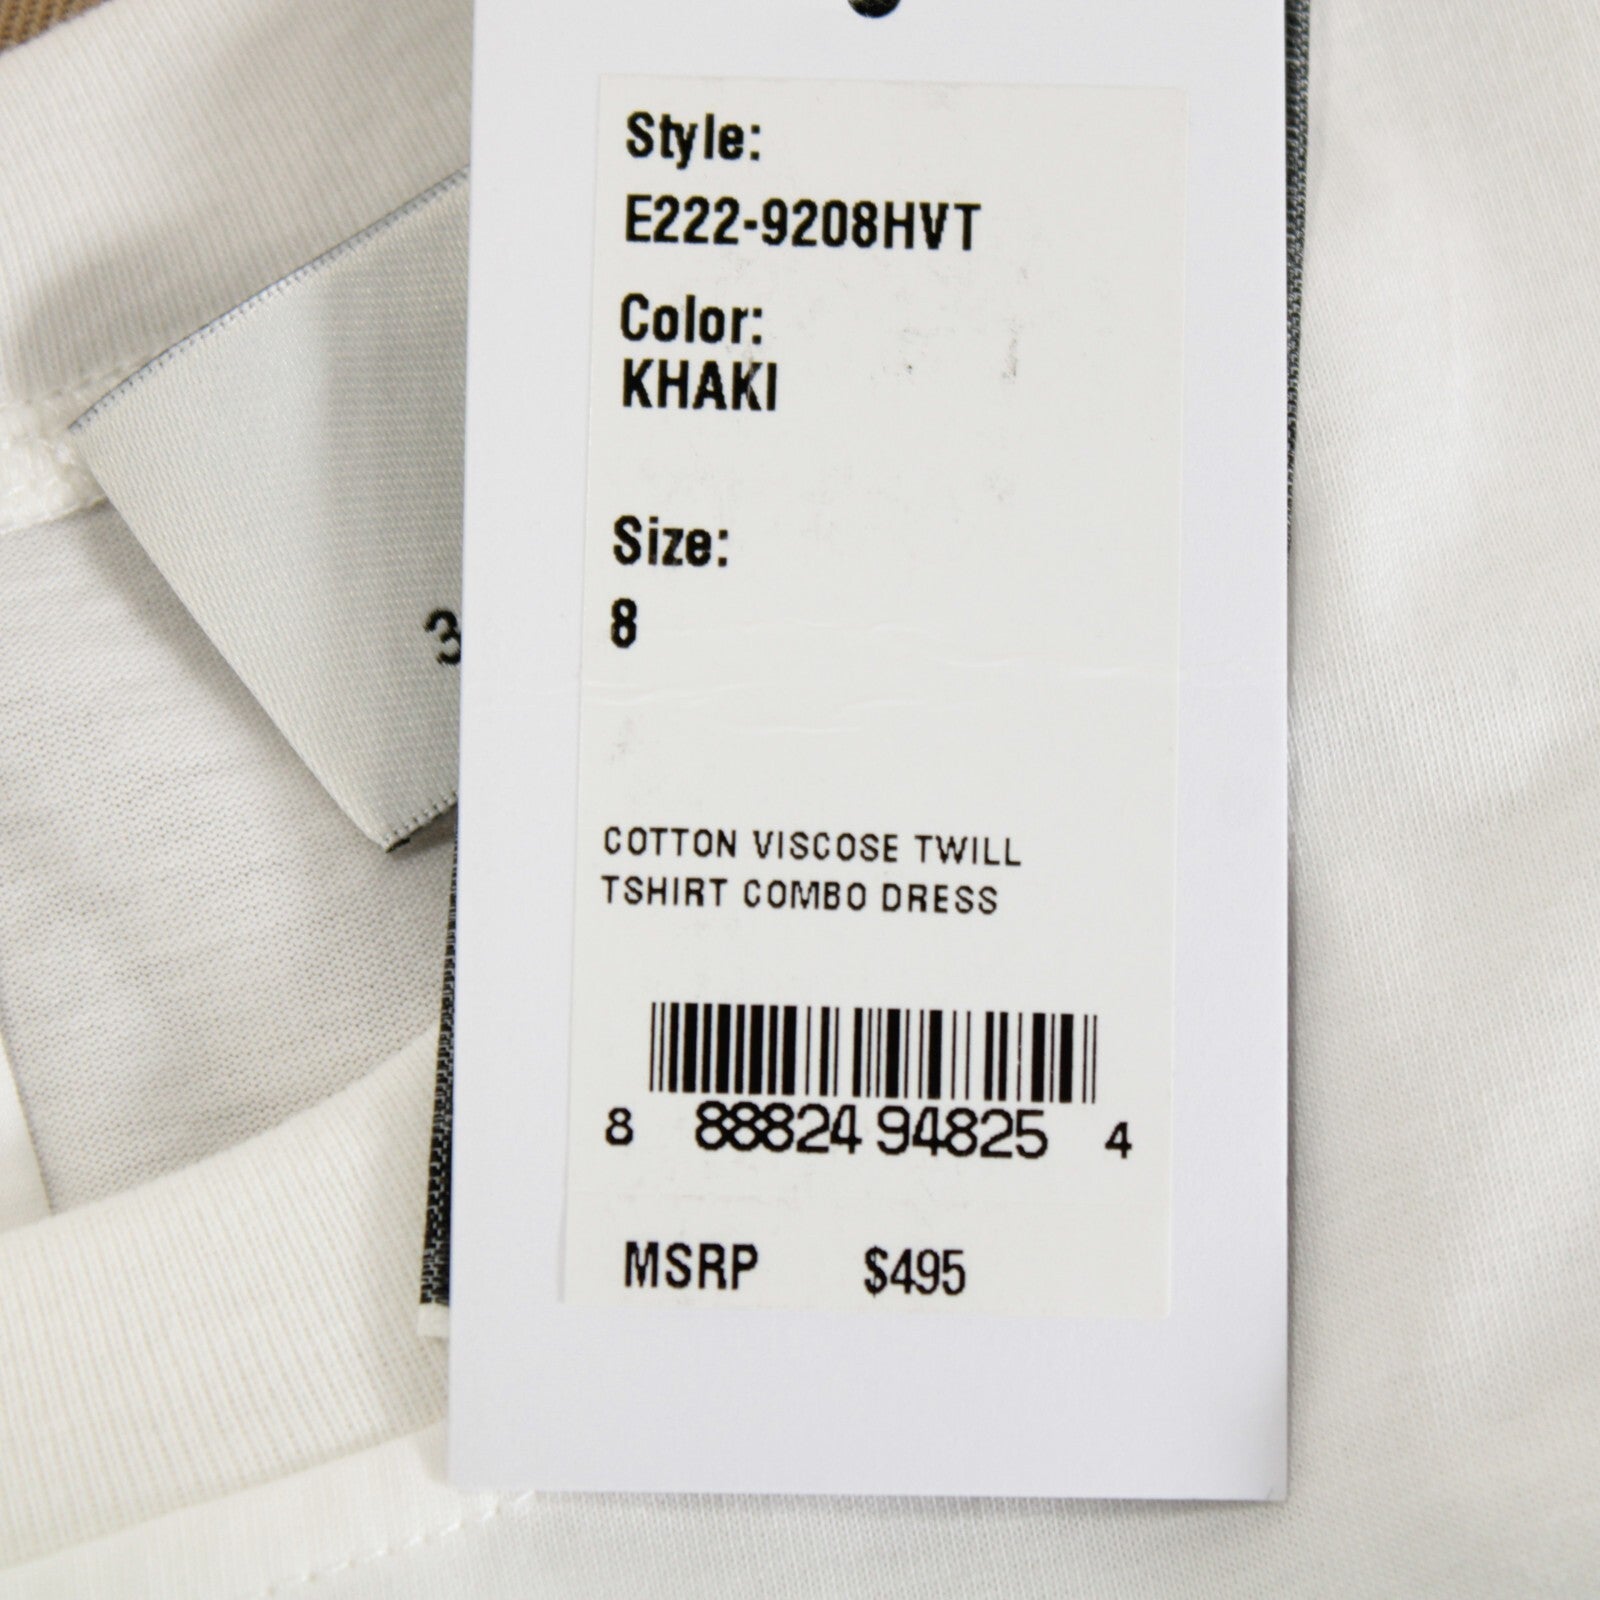 Style:
E222-9208HVT
Color:
KHAKI
Size:
8
COTTON VISCOSE TWILL
TSHIRT COMBO DRESS
8 88824 94825 4
MSRP $495
3